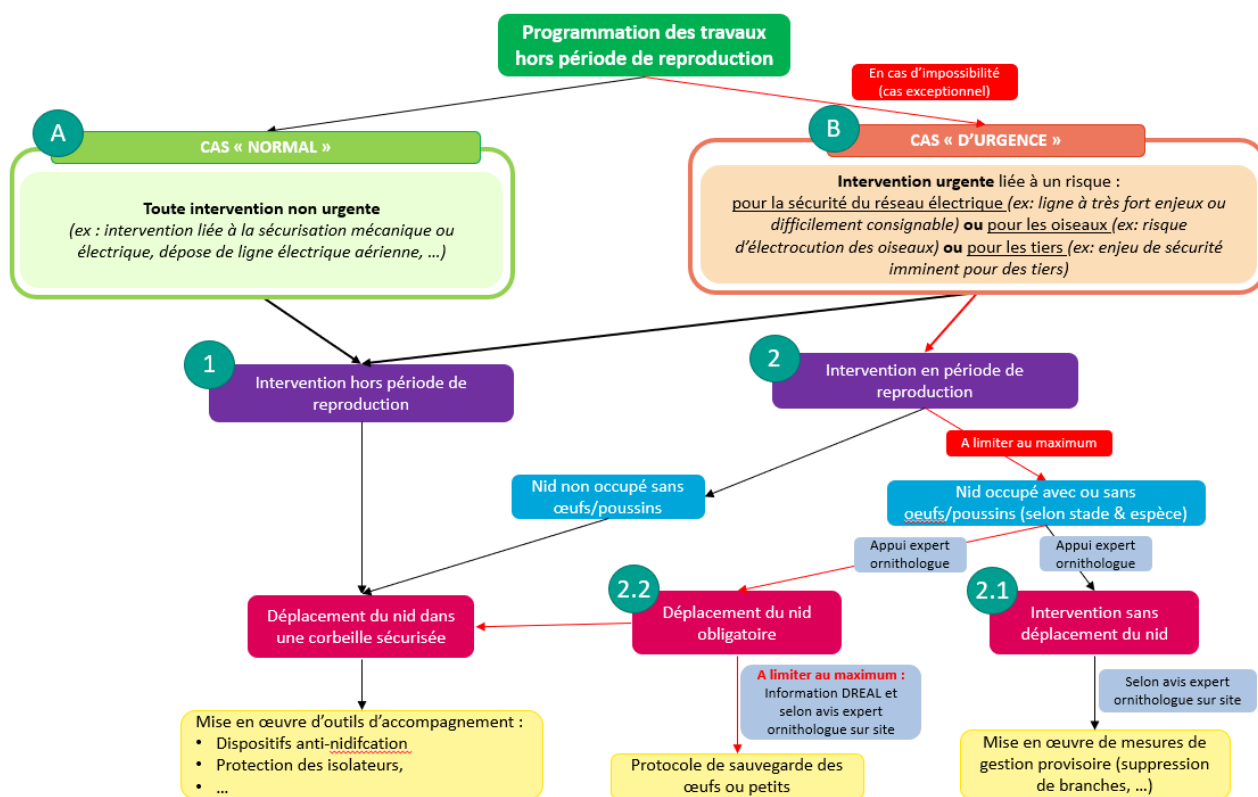 Programmation des travaux
hors période de reproduction
En cas d'impossibilité
(cas exceptionnel)
A
CAS « NORMAL »
Toute intervention non urgente
(ex : intervention liée à la sécurisation mécanique ou
électrique, dépose de ligne électrique aérienne, …)
B
CAS « D'URGENCE »
Intervention urgente liée à un risque :
pour la sécurité du réseau électrique (ex: ligne à très fort enjeux ou
difficilement consignable) ou pour les oiseaux (ex: risque
d'électrocution des oiseaux) ou pour les tiers (ex: enjeu de sécurité
imminent pour des tiers)
1
Intervention hors période de
reproduction
2
Intervention en période de
reproduction
A limiter au maximum
Nid non occupé sans
œufs/poussins
Nid occupé avec ou sans
oeufs/poussins (selon stade & espèce)
Appui expert
ornithologue
Appui expert
ornithologue
Déplacement du nid dans
une corbeille sécurisée
2.2
Déplacement du nid
obligatoire
2.1
Intervention sans
déplacement du nid
A limiter au maximum :
Information DREAL et
selon avis expert
ornithologue sur site
Selon avis expert
ornithologue sur site
Mise en œuvre d'outils d'accompagnement :
• Dispositifs anti-nidifcation
• Protection des isolateurs,
• …
Protocole de sauvegarde des
œufs ou petits
Mise en œuvre de mesures de
gestion provisoire (suppression
de branches, …)